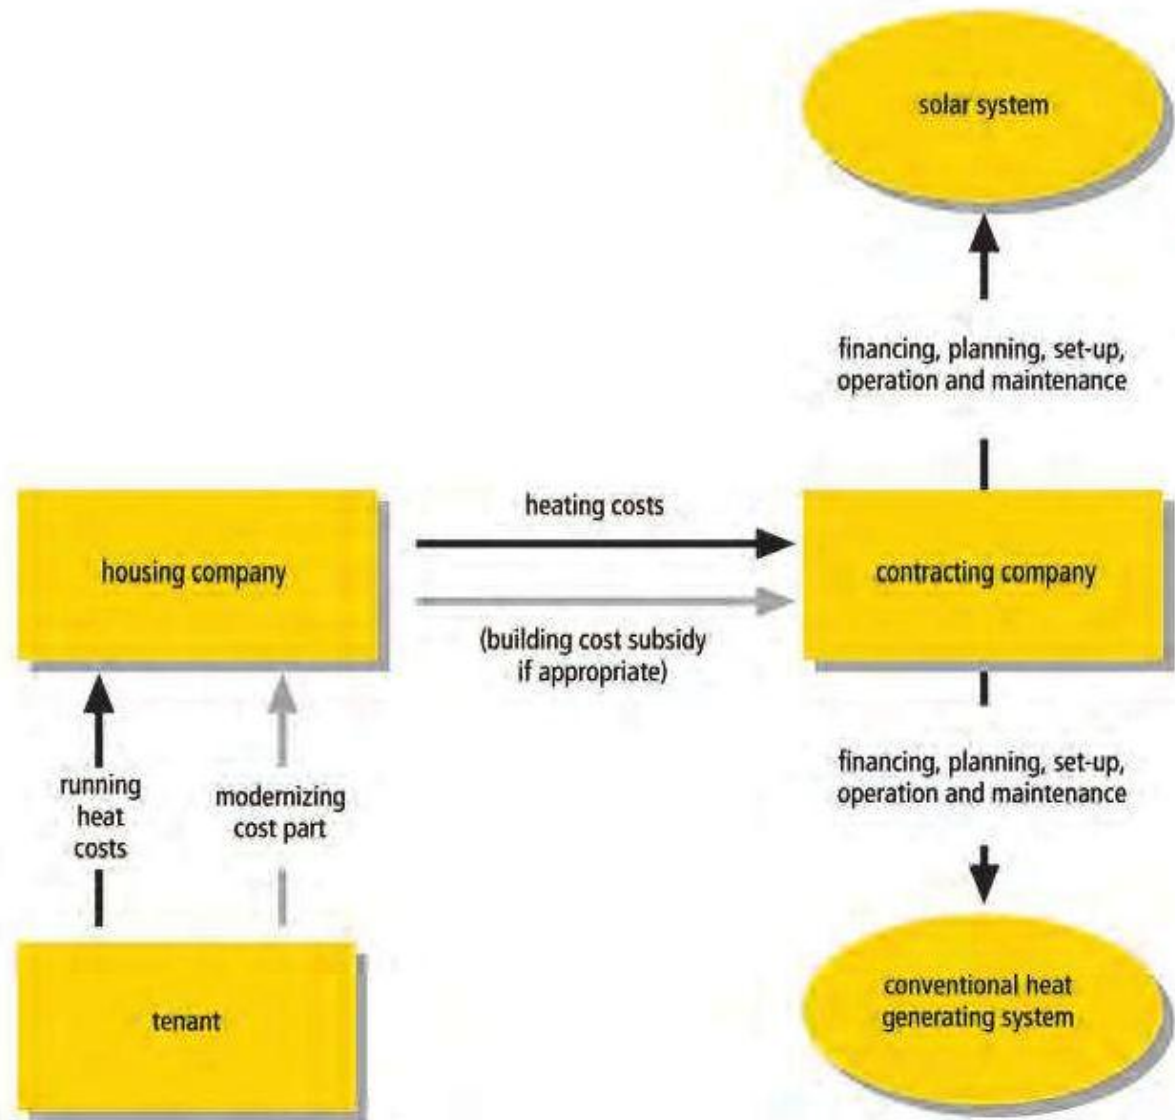 solar system
financing, planning, set-up,
operation and maintenance
heating costs
housing company
contracting company
(building cost subsidy
if appropriate)
running
heat
costs
modernizing
cost part
financing, planning, set-up,
operation and maintenance
tenant
conventional heat
generating system